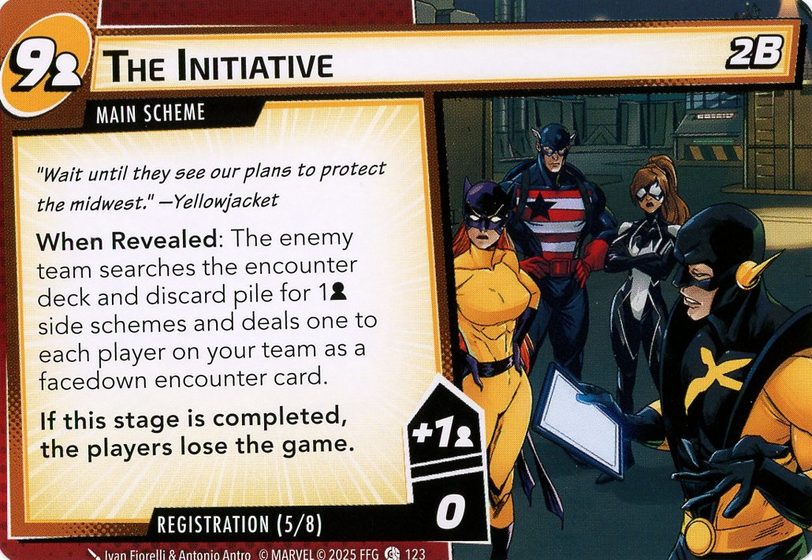 9
THE INITIATIVE
2B
MAIN SCHEME
"Wait until they see our plans to protect
the midwest." —Yellowjacket
When Revealed: The enemy
team searches the encounter
deck and discard pile for 1
side schemes and deals one to
each player on your team as a
facedown encounter card.
If this stage is completed,
the players lose the game.
+1
0
REGISTRATION (5/8)
Ivan Fiorelli & Antonio Antro © MARVEL © 2025 FFG 123